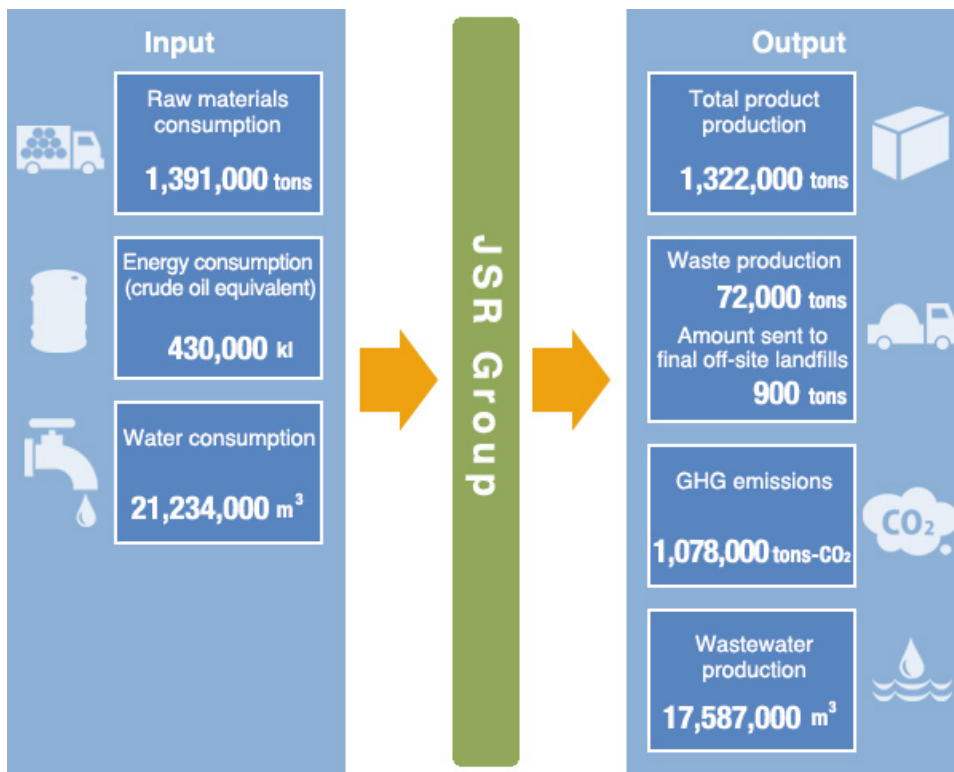 Input
Raw materials
consumption
1,391,000 tons
Energy consumption
(crude oil equivalent)
430,000 kl
Water consumption
21,234,000 m³
JSR Group
Output
Total product
production
1,322,000 tons
Waste production
72,000 tons
Amount sent to
final off-site landfills
900 tons
GHG emissions
1,078,000 tons-CO₂
CO₂
Wastewater
production
17,587,000 m³